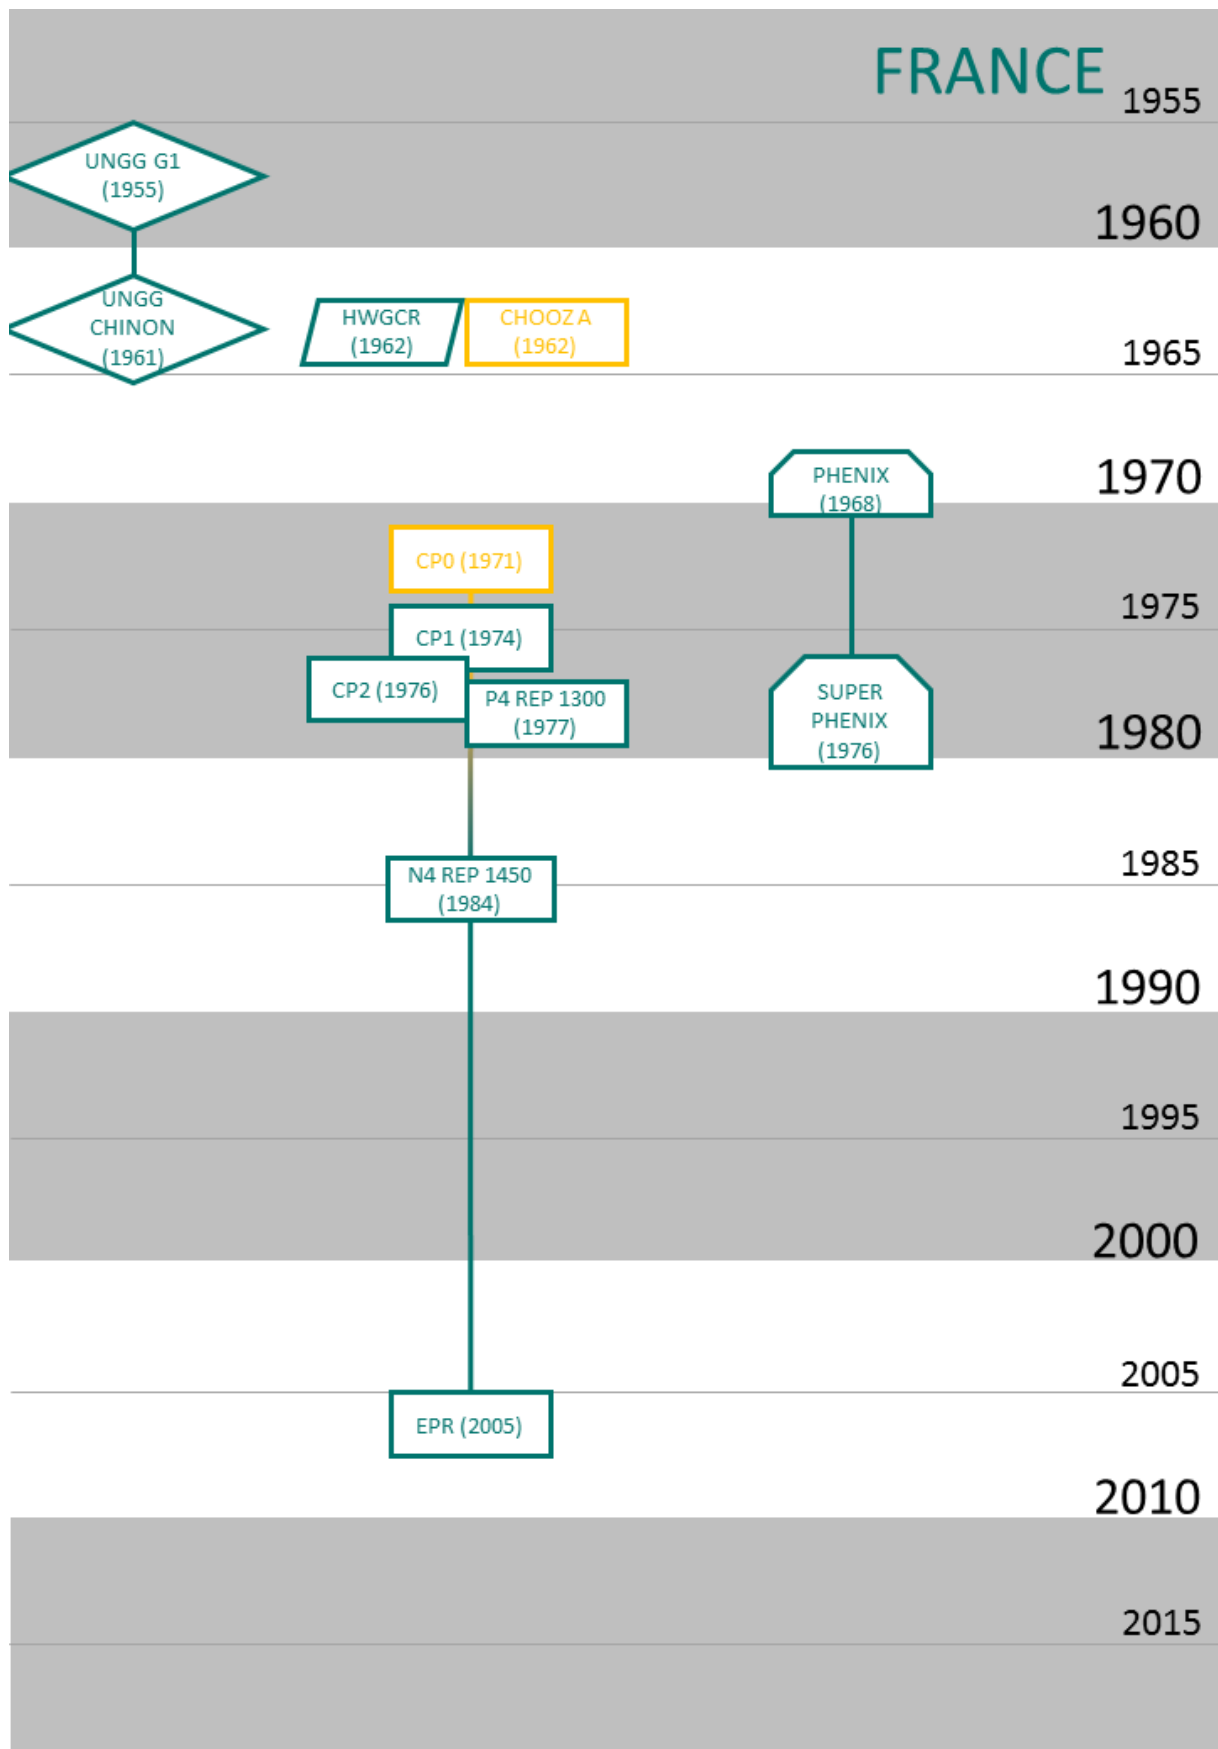 FRANCE
1955
UNGG G1
(1955)
1960
UNGG
CHINON
(1961)
HWGCR
(1962)
CHOOZ A
(1962)
1965
PHENIX
(1968)
1970
CP0 (1971)
1975
CP1 (1974)
CP2 (1976)
P4 REP 1300
(1977)
SUPER
PHENIX
(1976)
1980
1985
N4 REP 1450
(1984)
1990
1995
2000
2005
EPR (2005)
2010
2015